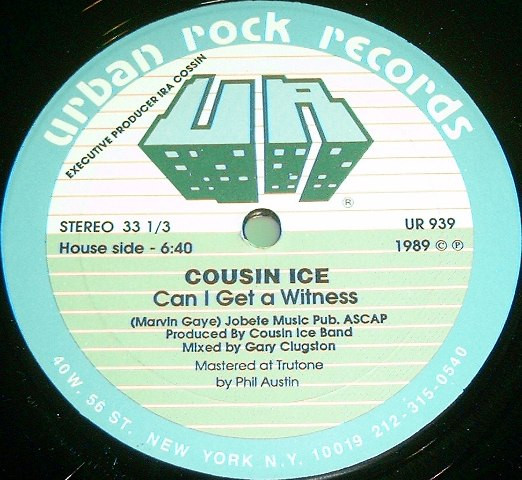 urban rock records
EXECUTIVE PRODUCER IRA COSSIN
UR
®
STEREO 33 1/3
UR 939
House side - 6:40
1989 © ℗
COUSIN ICE
Can I Get a Witness
(Marvin Gaye) Jobete Music Pub. ASCAP
Produced By Cousin Ice Band
Mixed by Gary Clugston
Mastered at Trutone
by Phil Austin
40 W. 56 ST. NEW YORK N.Y. 10019 212-315-0540